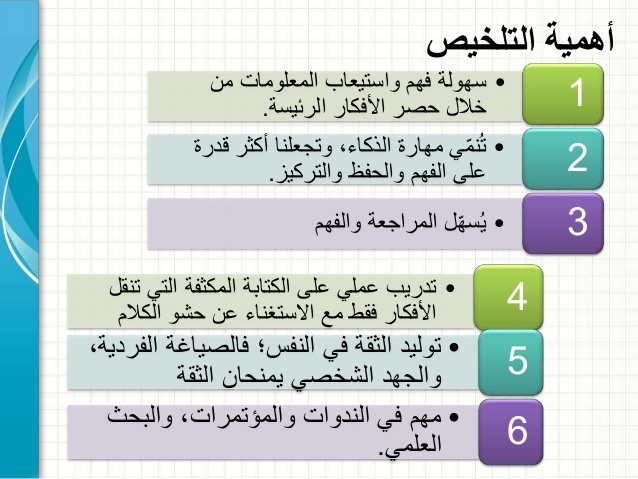 أهمية التلخيص
1
• سهولة فهم واستيعاب المعلومات من
خلال حصر الأفكار الرئيسة.
2
• تُنمّي مهارة الذكاء، وتجعلنا أكثر قدرة
على الفهم والحفظ والتركيز.
3
• يُسهّل المراجعة والفهم
4
• تدريب عملي على الكتابة المكثفة التي تنقل
الأفكار فقط مع الاستغناء عن حشو الكلام
5
• توليد الثقة في النفس؛ فالصياغة الفردية،
والجهد الشخصي يمنحان الثقة
6
• مهم في الندوات والمؤتمرات، والبحث
العلمي.